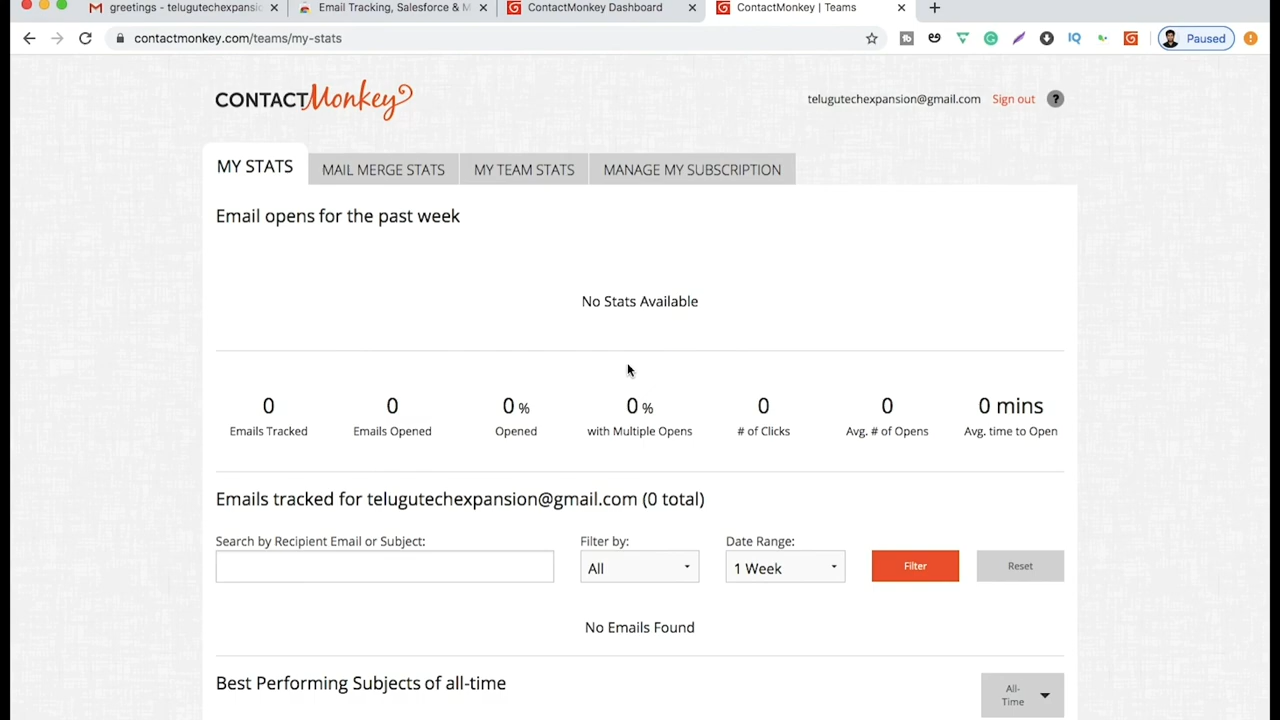 greetings - telugutechexpansi
Email Tracking, Salesforce & M
ContactMonkey Dashboard
ContactMonkey | Teams
contactmonkey.com/teams/my-stats
IQ
Paused
CONTACTMonkey
telugutechexpansion@gmail.com Sign out ?
MY STATS MAIL MERGE STATS MY TEAM STATS MANAGE MY SUBSCRIPTION
Email opens for the past week
No Stats Available
0 0 0 % 0 % 0 0 0 mins
Emails Tracked Emails Opened Opened with Multiple Opens # of Clicks Avg. # of Opens Avg. time to Open
Emails tracked for telugutechexpansion@gmail.com (0 total)
Search by Recipient Email or Subject: Filter by: Date Range:
All 1 Week Filter Reset
No Emails Found
Best Performing Subjects of all-time
All-
Time